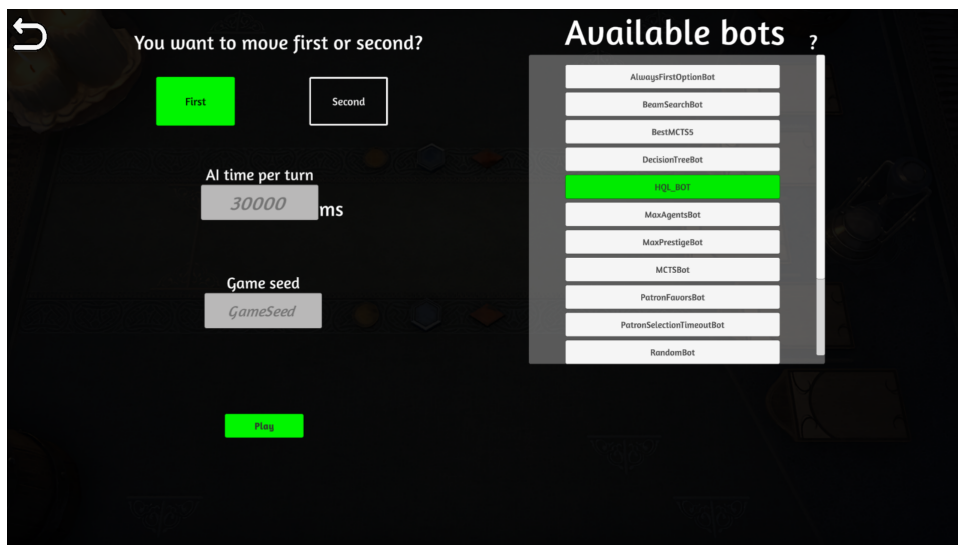 You want to move first or second?
First
Second
AI time per turn
30000
ms
Game seed
GameSeed
Play
Available bots
?
AlwaysFirstOptionBot
BeamSearchBot
BestMCTS5
DecisionTreeBot
HQL_BOT
MaxAgentsBot
MaxPrestigeBot
MCTSBot
PatronFavorsBot
PatronSelectionTimeoutBot
RandomBot